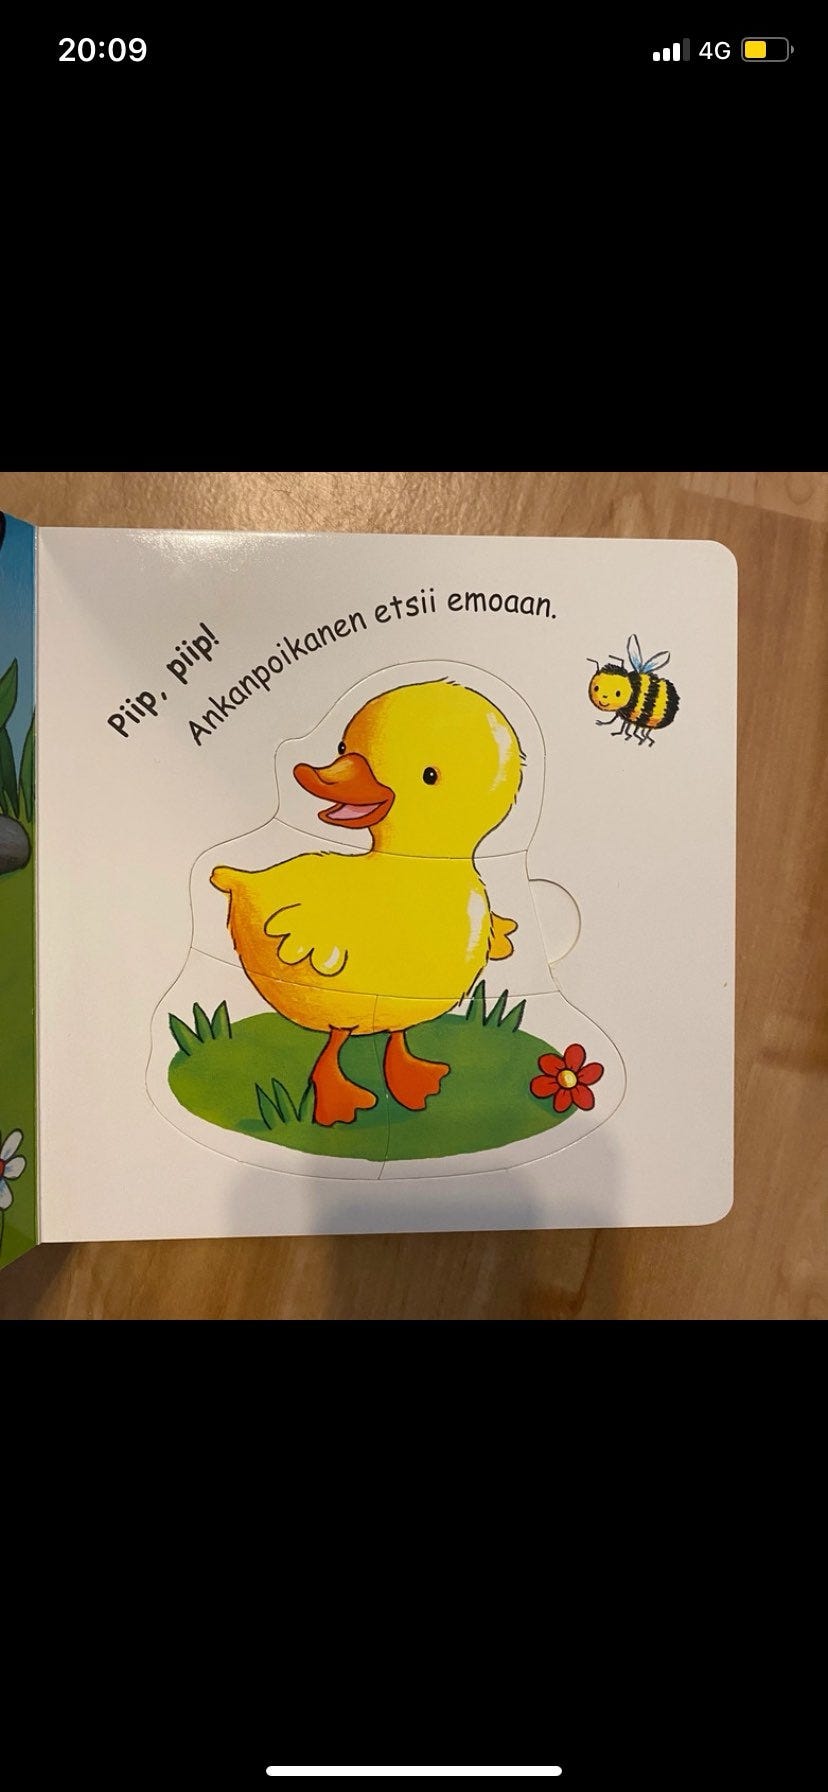 20:09
4G
Piip, piip!
Ankanpoikanen etsii emoaan.